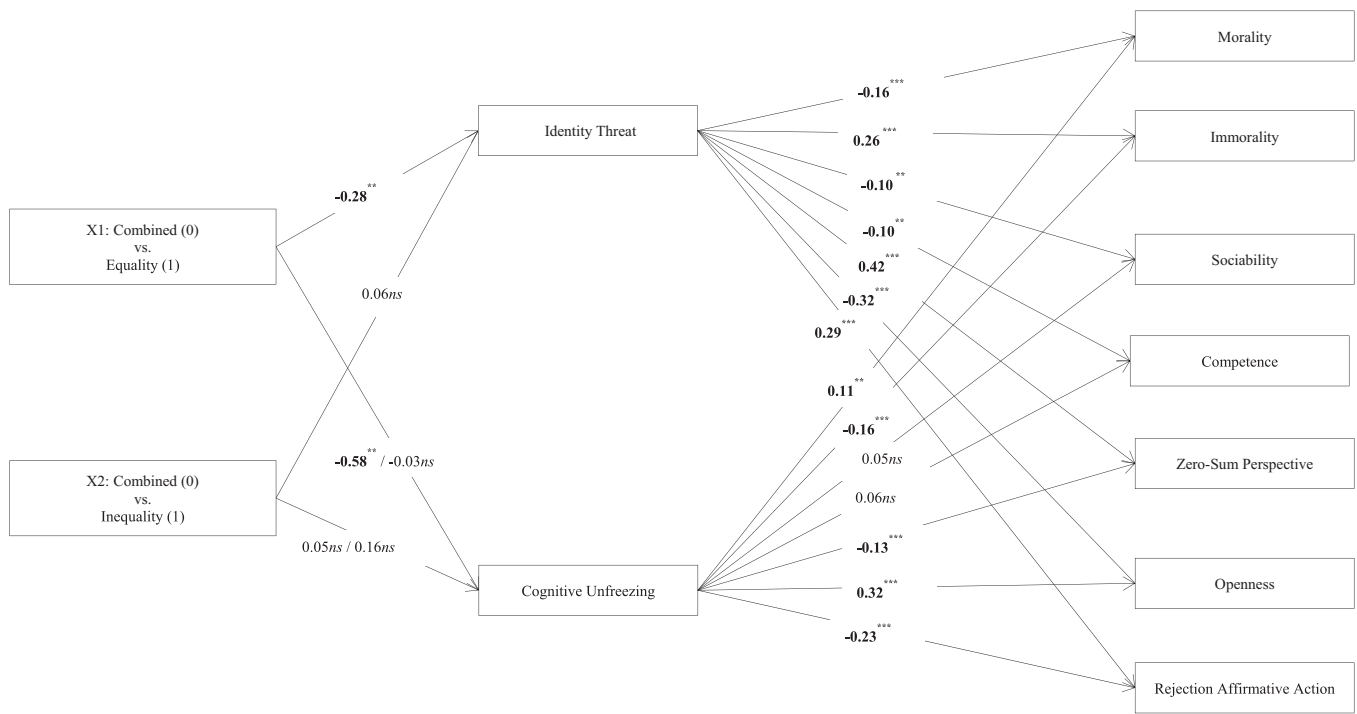 Morality
-0.16***
Identity Threat
0.26***
Immorality
-0.28**
-0.10**
X1: Combined (0)
vs.
Equality (1)
-0.10**
Sociability
0.42***
0.06ns
-0.32***
0.29***
Competence
0.11**
-0.16***
-0.58** / -0.03ns
0.05ns
Zero-Sum Perspective
X2: Combined (0)
vs.
Inequality (1)
0.06ns
0.05ns / 0.16ns
-0.13***
Cognitive Unfreezing
0.32***
Openness
-0.23***
Rejection Affirmative Action